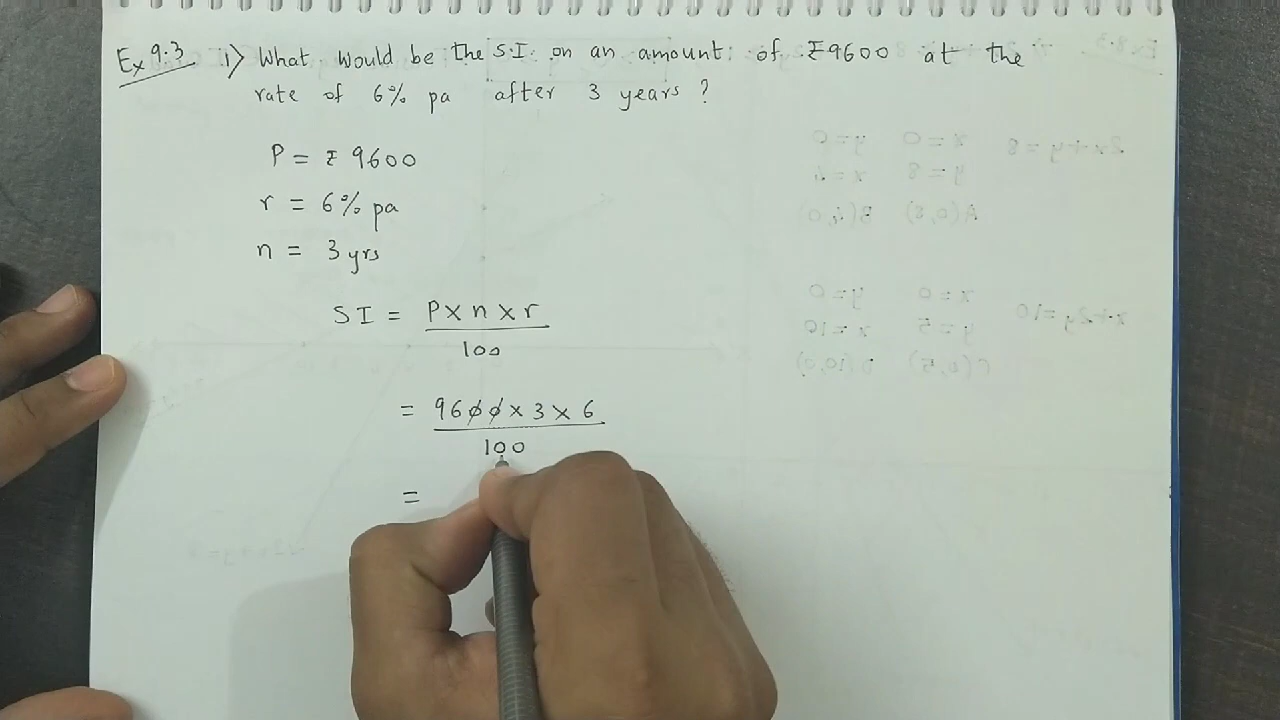 Ex 9.3 1) What would be the S.I. on an amount of ₹9600 at the
rate of 6% pa after 3 years ?
P = ₹ 9600
r = 6% pa
n = 3 yrs
SI = P x n x r
100
= 9600 x 3 x 6
100
=